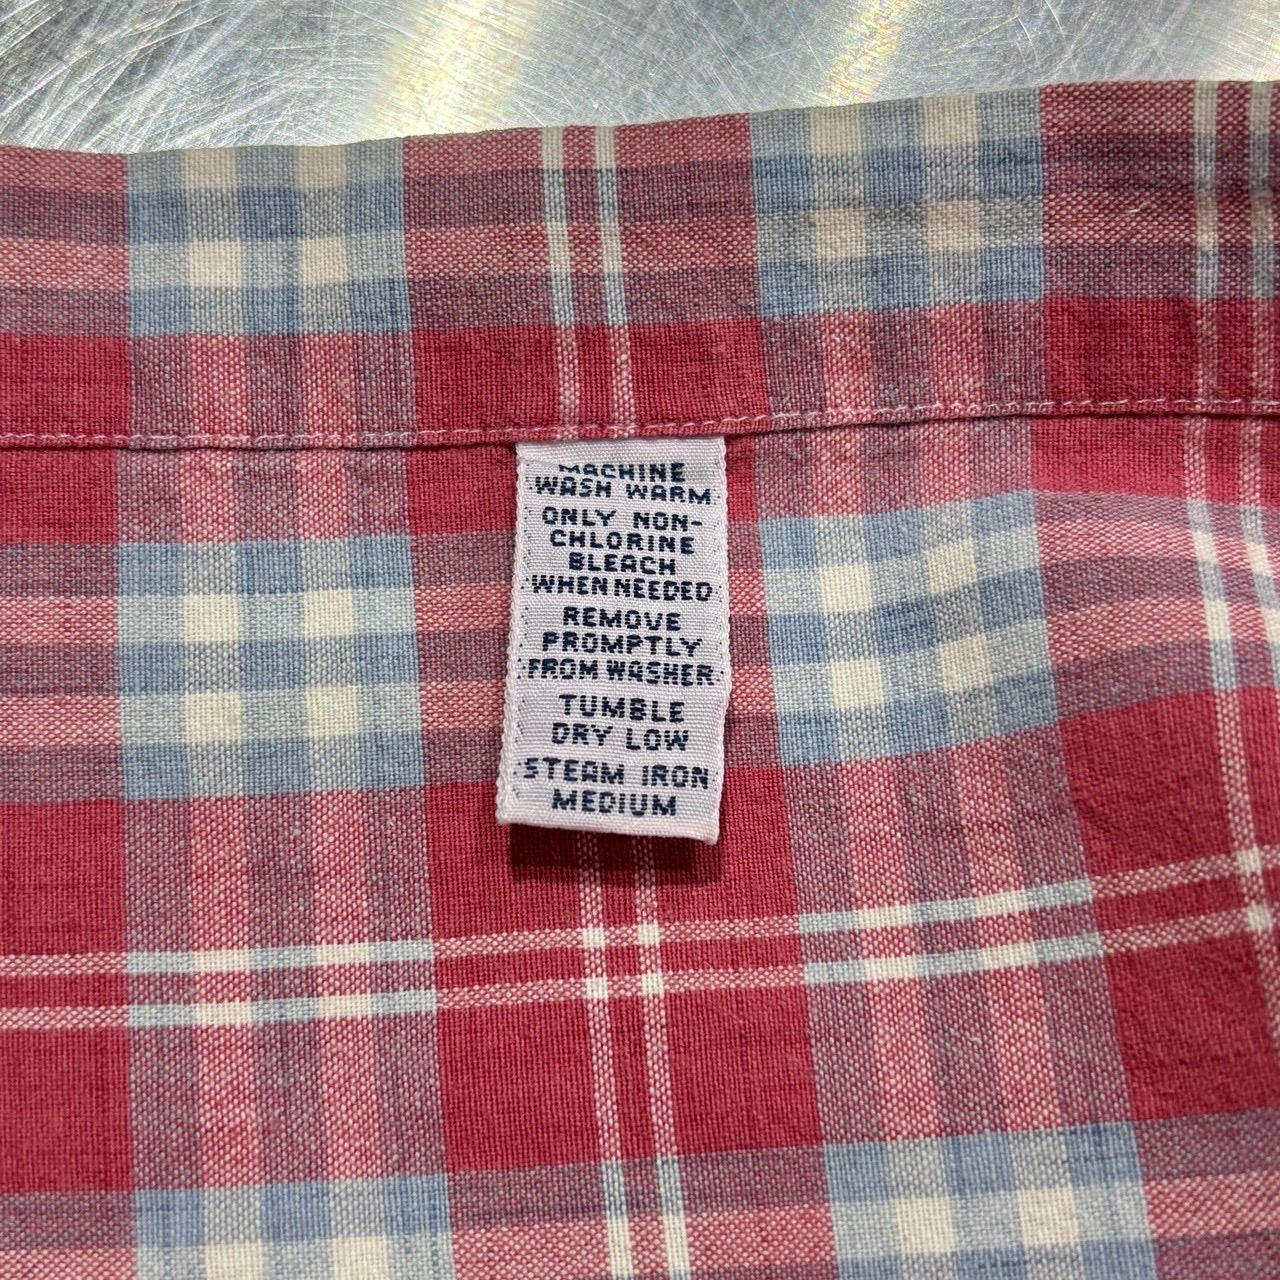 MACHINE
WASH WARM
ONLY NON-
CHLORINE
BLEACH
WHEN NEEDED
REMOVE
PROMPTLY
FROM WASHER
TUMBLE
DRY LOW
STEAM IRON
MEDIUM